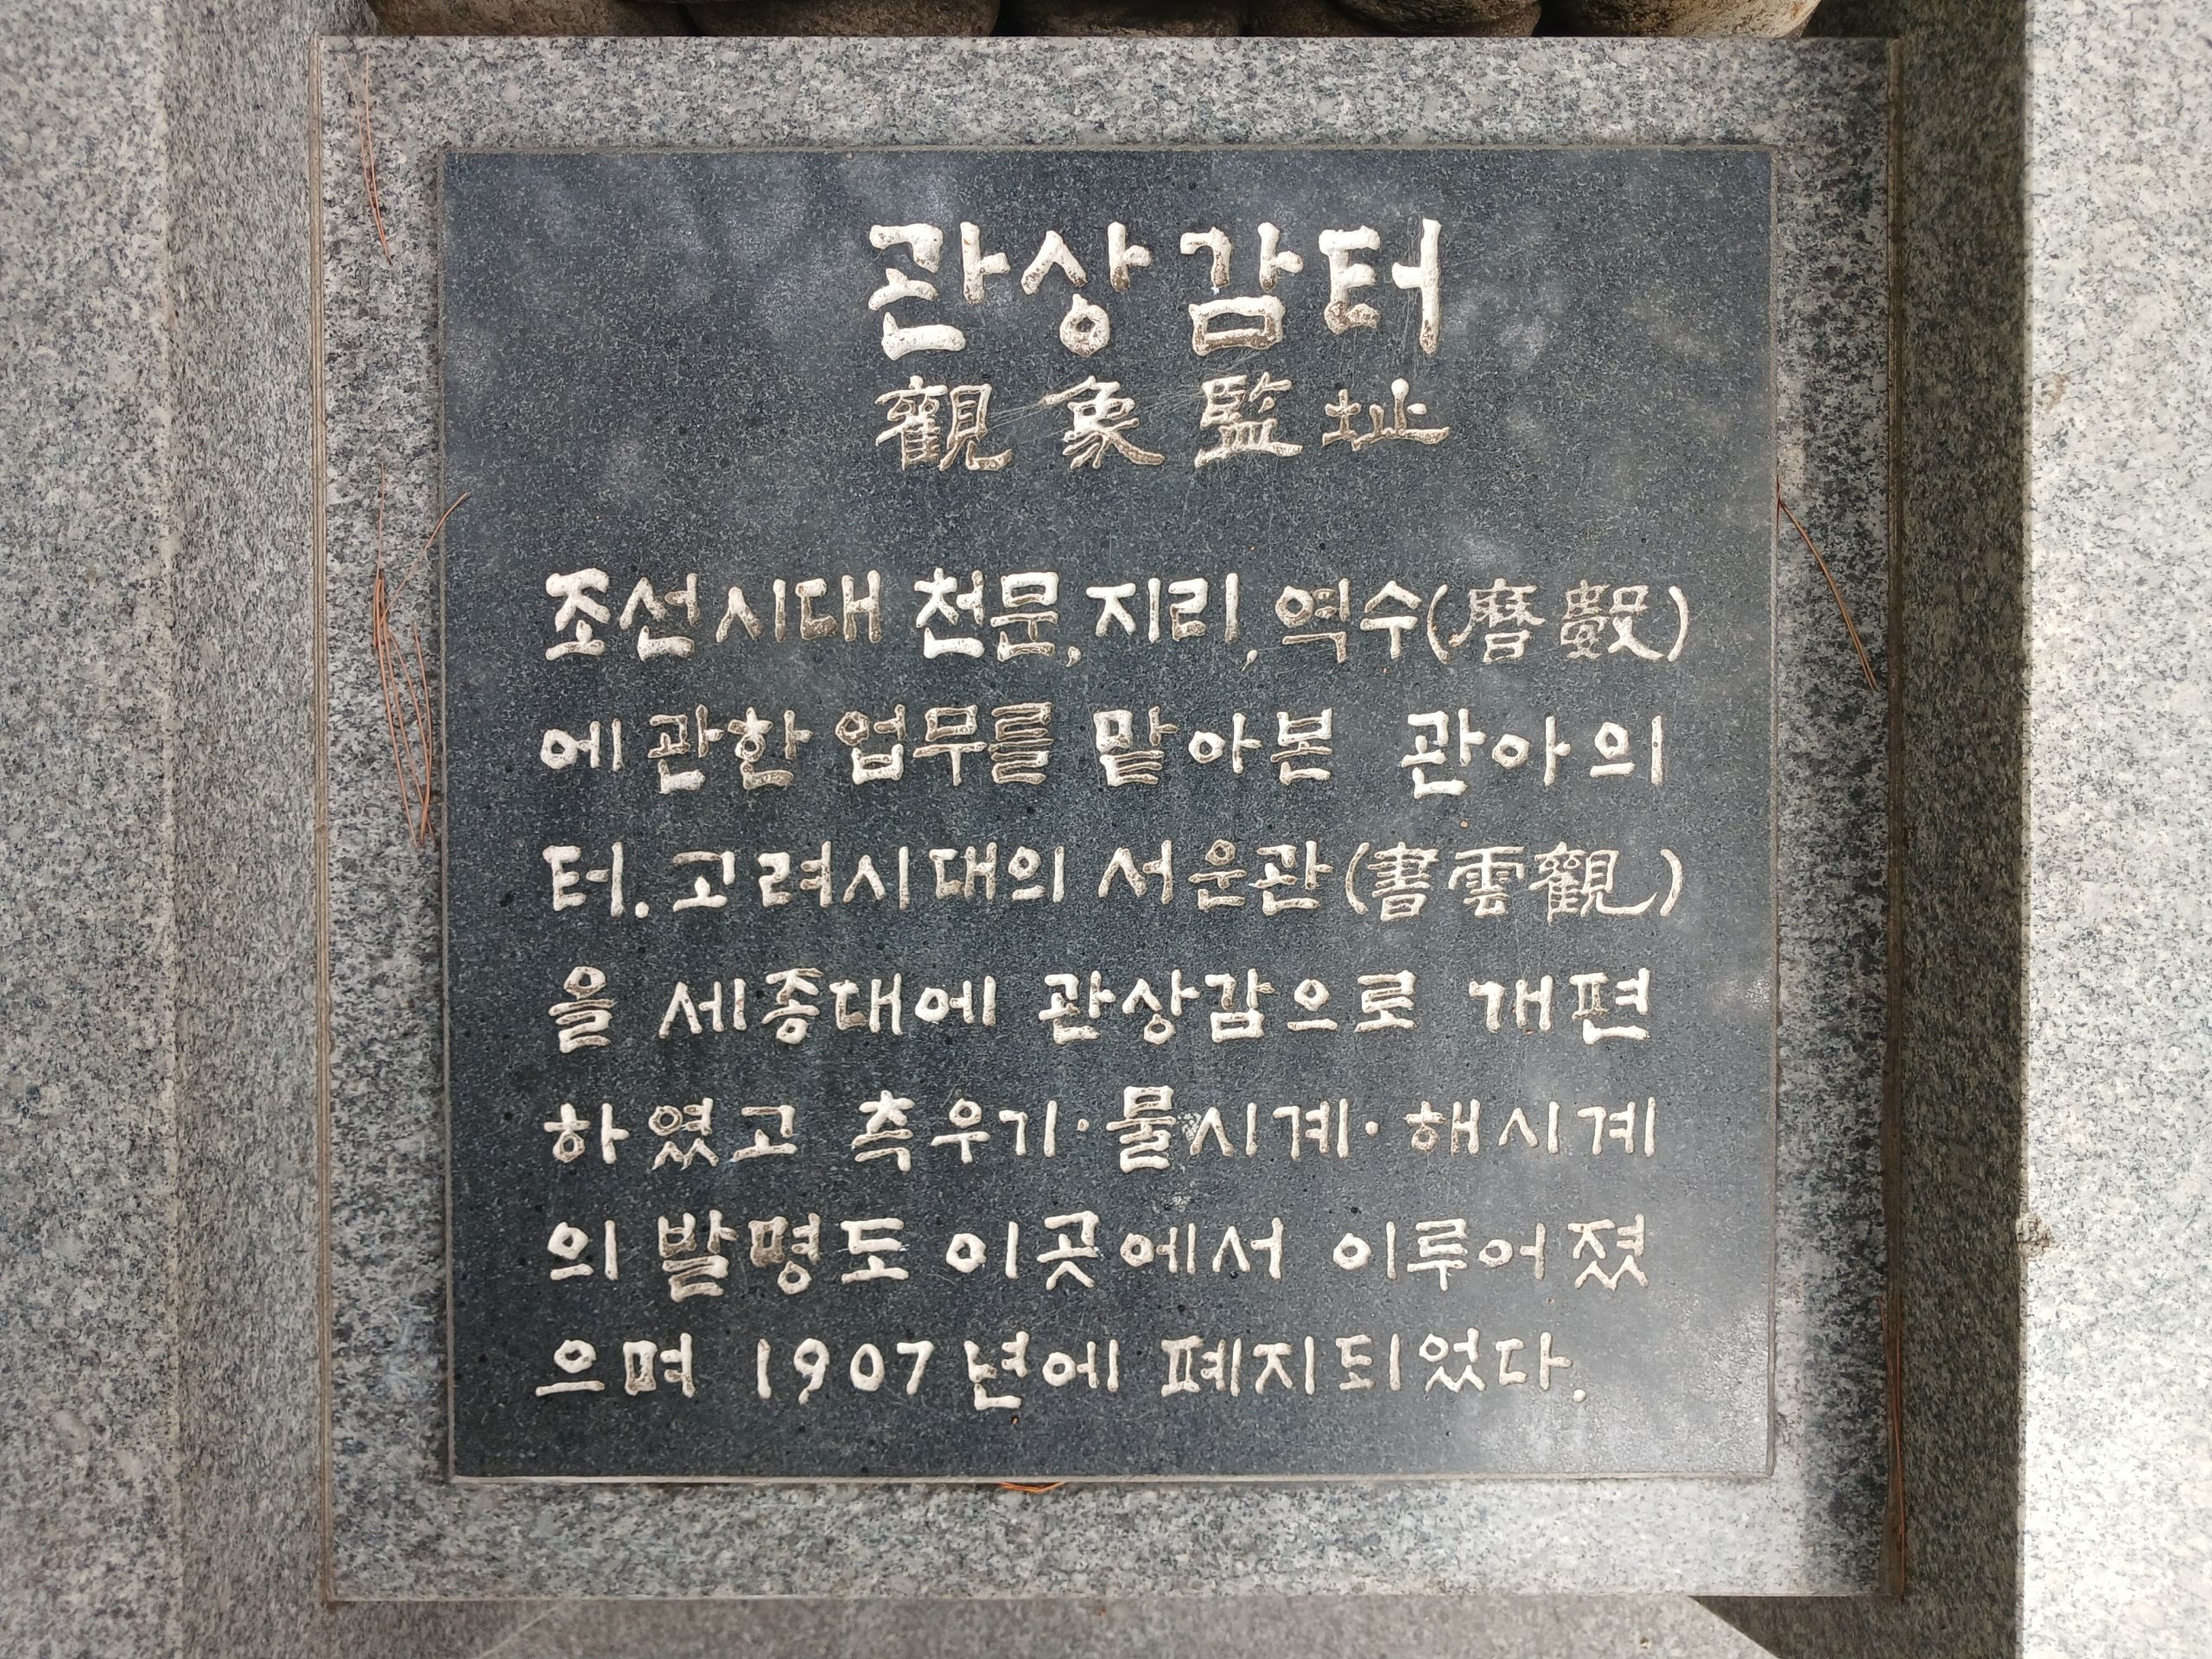 관상감터
觀象監址
조선시대 천문, 지리, 역수(曆數)
에 관한 업무를 맡아본 관아의
터. 고려시대의 서운관(書雲觀)
을 세종대에 관상감으로 개편
하였고 측우기·물시계·해시계
의 발명도 이곳에서 이루어졌
으며 1907년에 폐지되었다.